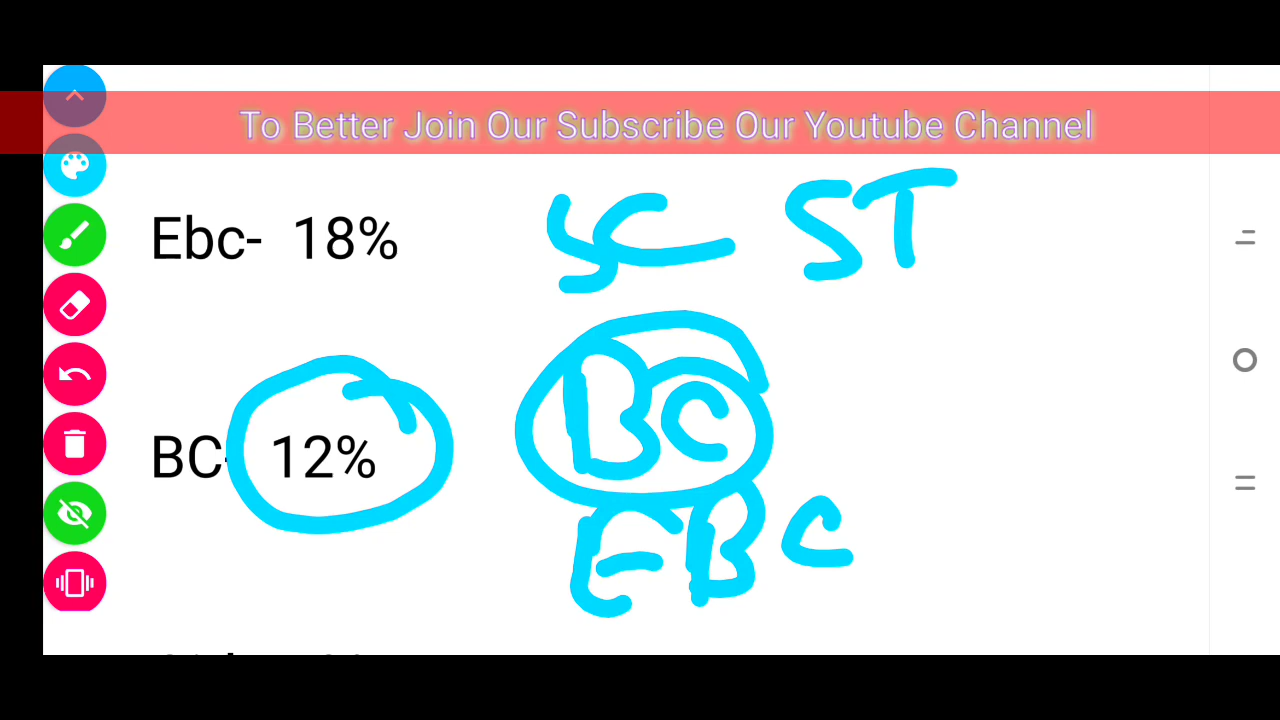 To Better Join Our Subscribe Our Youtube Channel
Ebc- 18% SC ST
BC- 12% BC
EBC